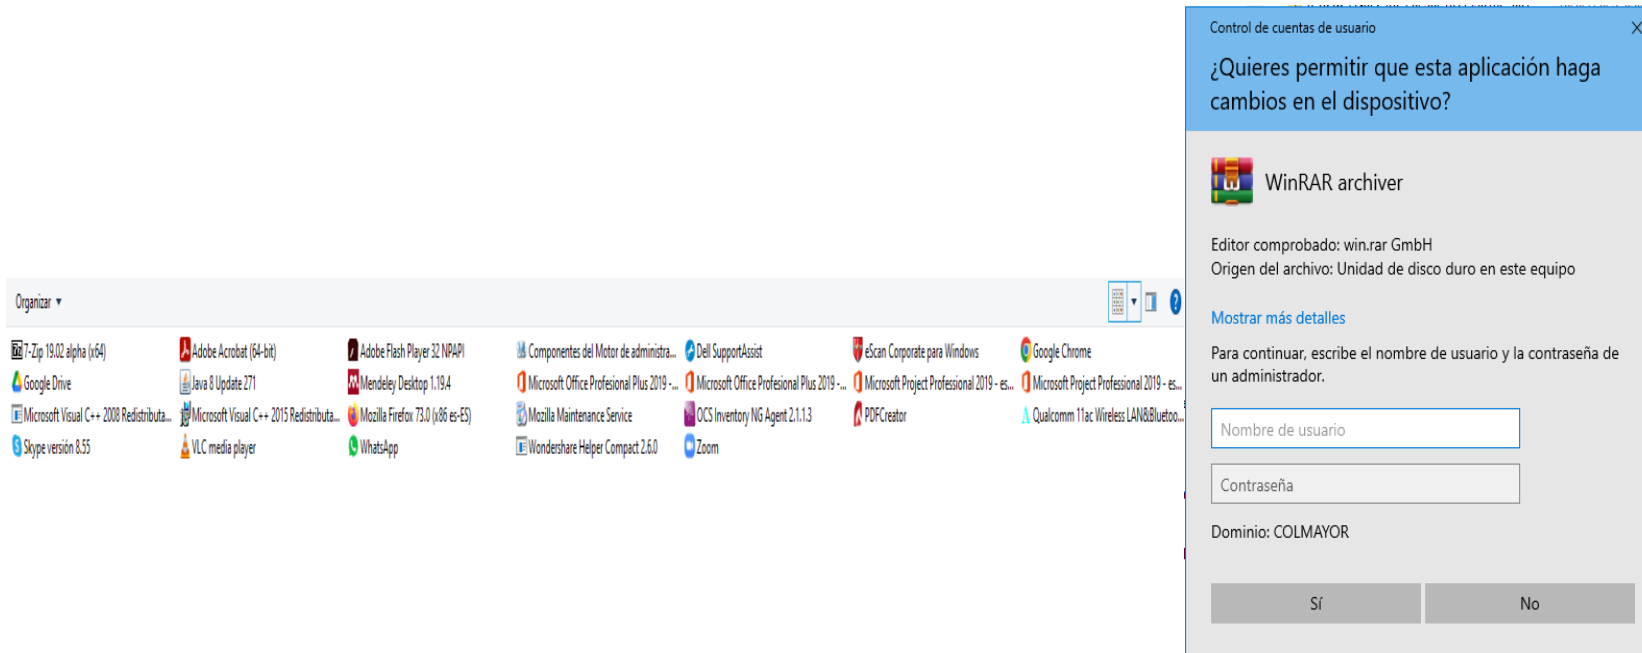 Organizar
7-Zip 19.02 alpha (x64)
Adobe Acrobat (64-bit)
Adobe Flash Player 32 NPAPI
Componentes del Motor de administra...
Dell SupportAssist
eScan Corporate para Windows
Google Chrome
Google Drive
Java 8 Update 271
Mendeley Desktop 1.19.4
Microsoft Office Profesional Plus 2019 -...
Microsoft Office Profesional Plus 2019 -...
Microsoft Project Professional 2019 - es...
Microsoft Project Professional 2019 - es...
Microsoft Visual C++ 2008 Redistributa...
Microsoft Visual C++ 2015 Redistributa...
Mozilla Firefox 73.0 (x86 es-ES)
Mozilla Maintenance Service
OCS Inventory NG Agent 2.1.1.3
PDFCreator
Qualcomm 11ac Wireless LAN&Bluetoo...
Skype versión 8.55
VLC media player
WhatsApp
Wondershare Helper Compact 2.6.0
Zoom
Control de cuentas de usuario
¿Quieres permitir que esta aplicación haga
cambios en el dispositivo?
WinRAR archiver
Editor comprobado: win.rar GmbH
Origen del archivo: Unidad de disco duro en este equipo
Mostrar más detalles
Para continuar, escribe el nombre de usuario y la contraseña de
un administrador.
Nombre de usuario
Contraseña
Dominio: COLMAYOR
Sí
No